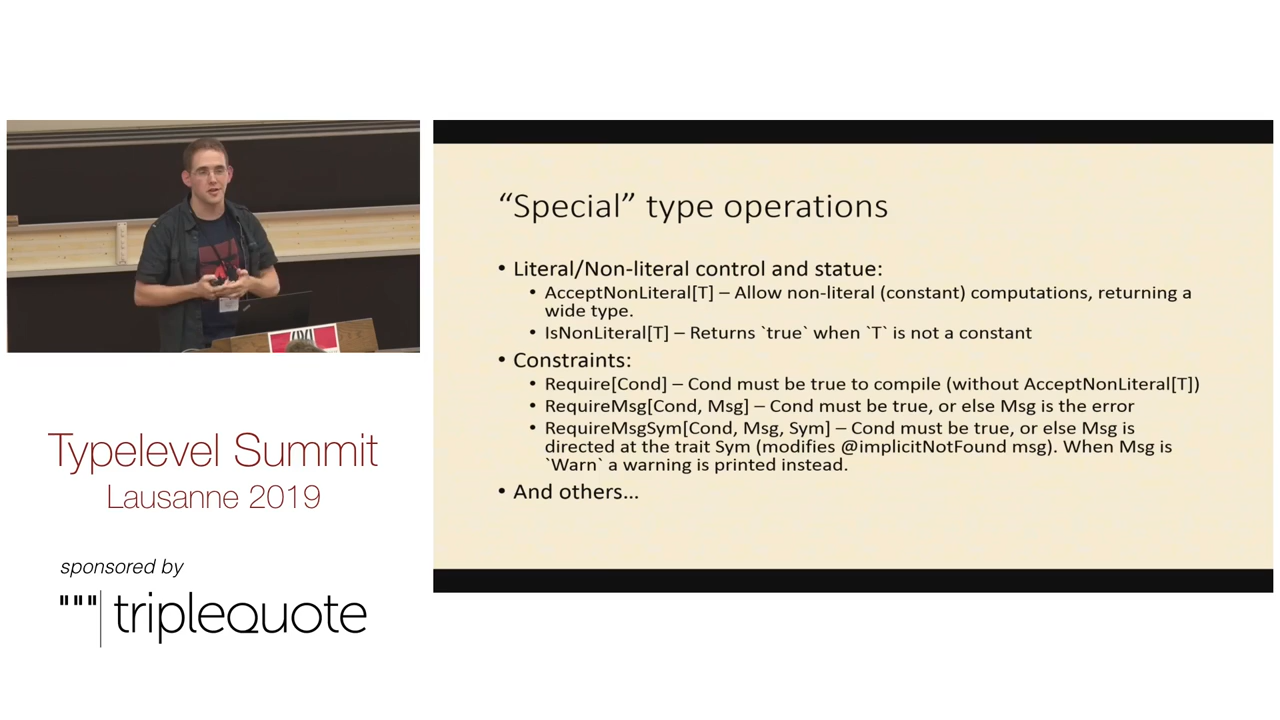 “Special” type operations
• Literal/Non-literal control and statue:
• AcceptNonLiteral[T] – Allow non-literal (constant) computations, returning a
wide type.
• IsNonLiteral[T] – Returns `true` when `T` is not a constant
• Constraints:
• Require[Cond] – Cond must be true to compile (without AcceptNonLiteral[T])
• RequireMsg[Cond, Msg] – Cond must be true, or else Msg is the error
• RequireMsgSym[Cond, Msg, Sym] – Cond must be true, or else Msg is
directed at the trait Sym (modifies @implicitNotFound msg). When Msg is
`Warn` a warning is printed instead.
• And others...
Typelevel Summit
Lausanne 2019
sponsored by
"""|triplequote